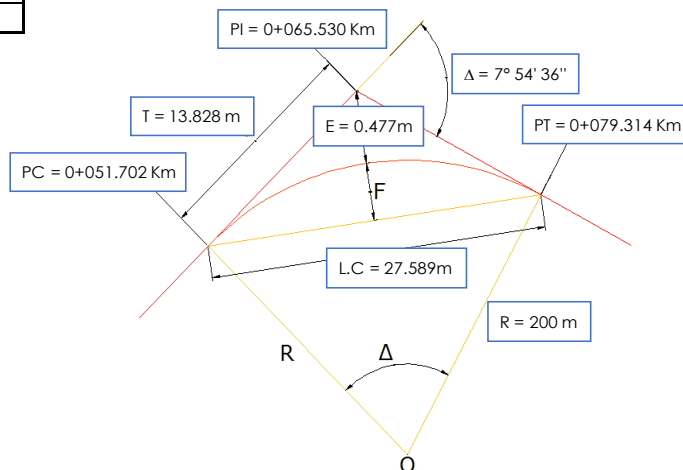 PI = 0+065.530 Km
Δ = 7° 54' 36''
T = 13.828 m
E = 0.477m
PT = 0+079.314 Km
PC = 0+051.702 Km
F
L.C = 27.589m
R = 200 m
R
Δ
O